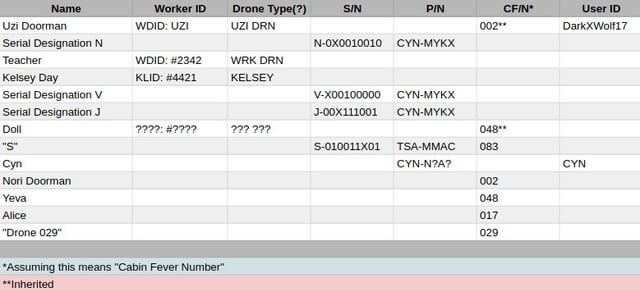 Name Worker ID Drone Type(?) S/N P/N CF/N* User ID
Uzi Doorman WDID: UZI UZI DRN 002** DarkXWolf17
Serial Designation N N-0X0010010 CYN-MYKX
Teacher WDID: #2342 WRK DRN
Kelsey Day KLID: #4421 KELSEY
Serial Designation V V-X00100000 CYN-MYKX
Serial Designation J J-00X111001 CYN-MYKX
Doll ????: #???? ??? ??? 048**
"S" S-010011X01 TSA-MMAC 083
Cyn CYN-N?A? CYN
Nori Doorman 002
Yeva 048
Alice 017
"Drone 029" 029
*Assuming this means "Cabin Fever Number"
**Inherited